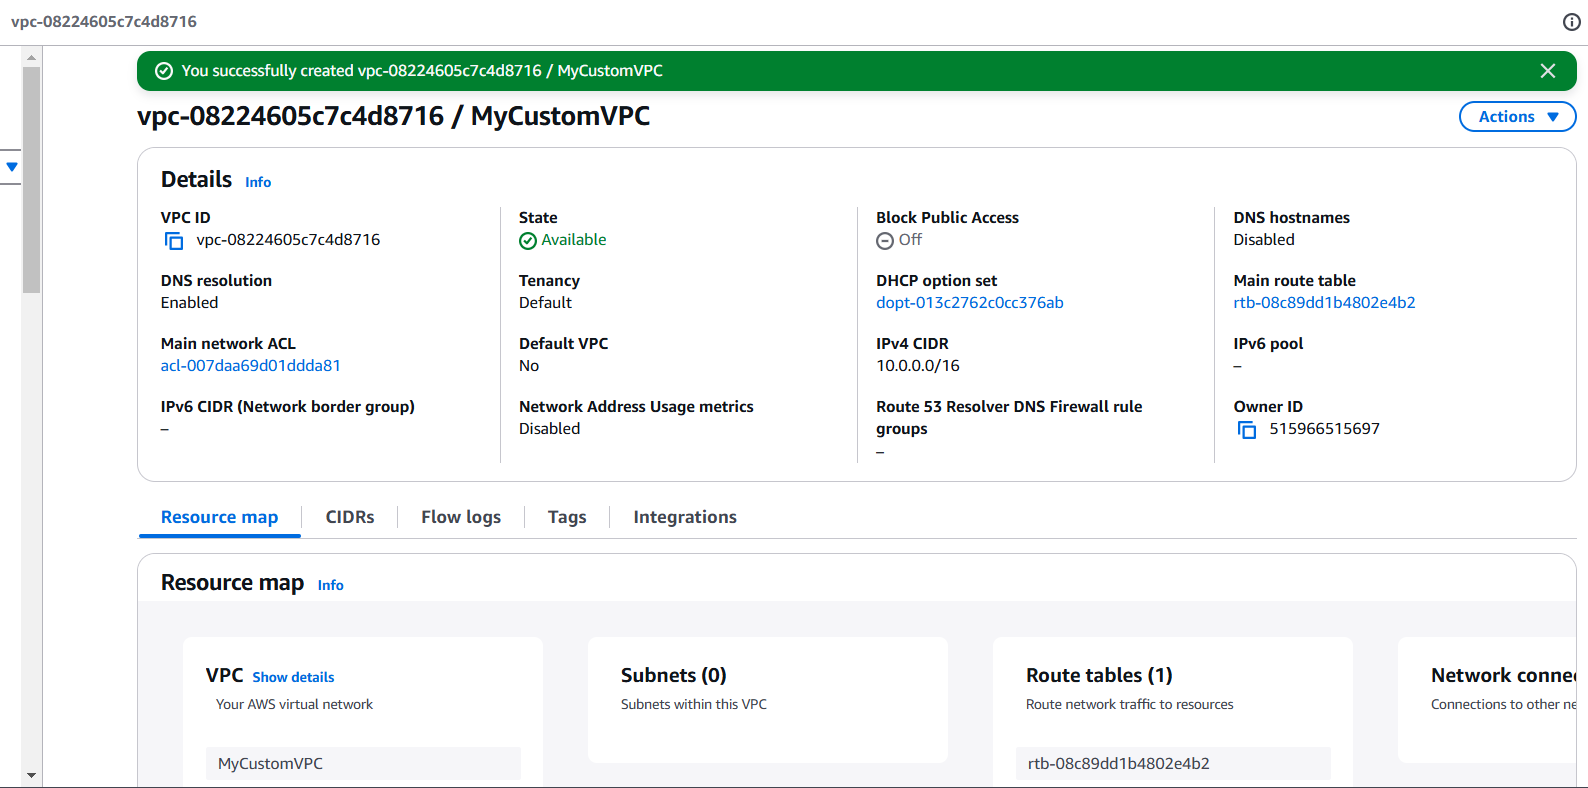 vpc-08224605c7c4d8716
You successfully created vpc-08224605c7c4d8716 / MyCustomVPC
vpc-08224605c7c4d8716 / MyCustomVPC
Actions
Details Info
VPC ID
vpc-08224605c7c4d8716
State
Available
Block Public Access
Off
DNS hostnames
Disabled
DNS resolution
Enabled
Tenancy
Default
DHCP option set
dopt-013c2762c0cc376ab
Main route table
rtb-08c89dd1b4802e4b2
Main network ACL
acl-007daa69d01ddda81
Default VPC
No
IPv4 CIDR
10.0.0.0/16
IPv6 pool
–
IPv6 CIDR (Network border group)
–
Network Address Usage metrics
Disabled
Route 53 Resolver DNS Firewall rule
groups
–
Owner ID
515966515697
Resource map
CIDRs
Flow logs
Tags
Integrations
Resource map Info
VPC Show details
Your AWS virtual network
MyCustomVPC
Subnets (0)
Subnets within this VPC
Route tables (1)
Route network traffic to resources
rtb-08c89dd1b4802e4b2
Network
Connections to other